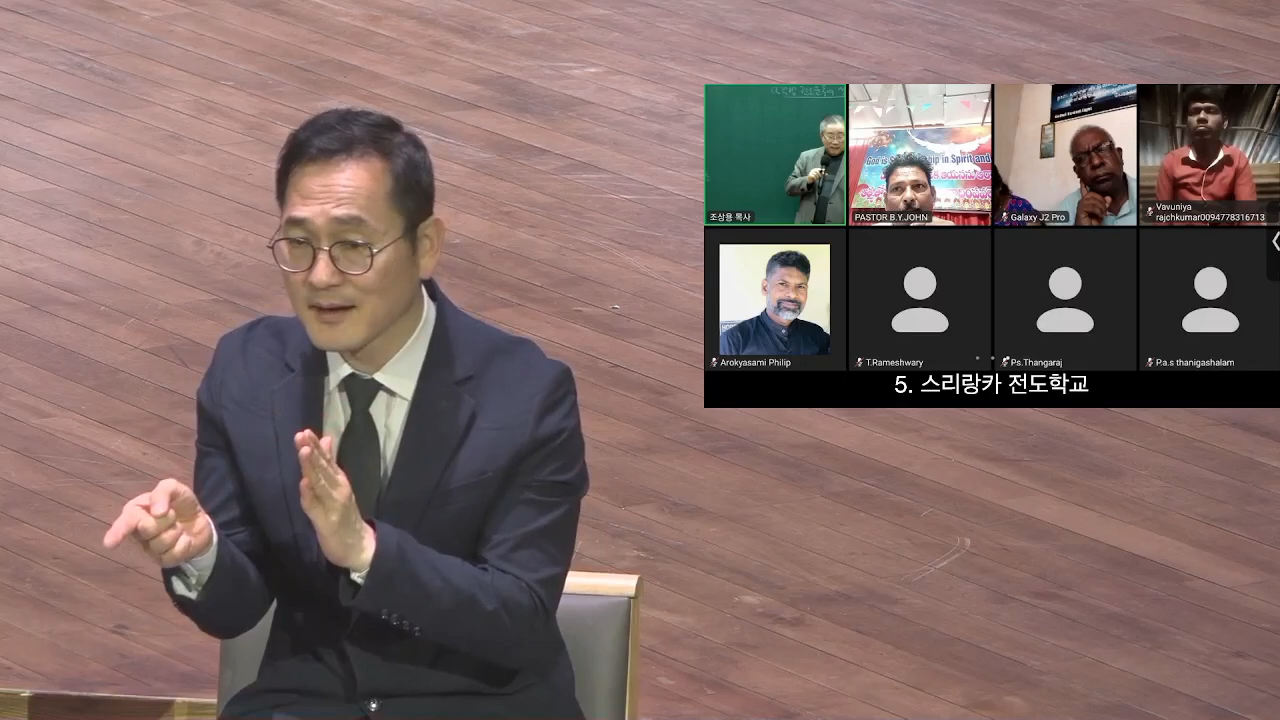 조상용 목사
PASTOR B.Y.JOHN
Galaxy J2 Pro
Vavuniya
rajchkumar0094778316713
Arokyasami Philip
T.Rameshwary
Ps.Thangaraj
P.a.s thanigashalam
5. 스리랑카 전도학교